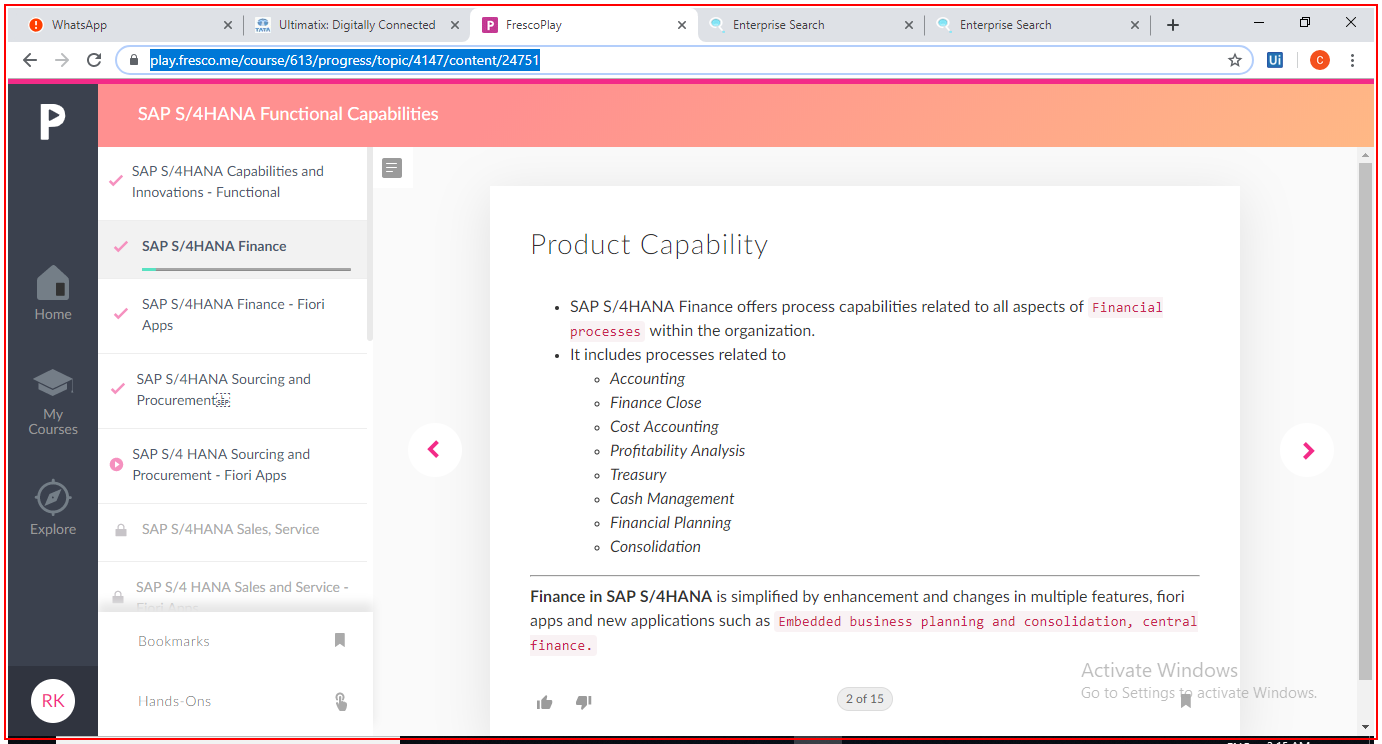 WhatsApp
Ultimatix: Digitally Connected
FrescoPlay
Enterprise Search
Enterprise Search
play.fresco.me/course/613/progress/topic/4147/content/24751
Ui
C
P
SAP S/4HANA Functional Capabilities
SAP S/4HANA Capabilities and
Innovations - Functional
SAP S/4HANA Finance
SAP S/4HANA Finance - Fiori
Apps
SAP S/4HANA Sourcing and
Procurement
SAP S/4 HANA Sourcing and
Procurement - Fiori Apps
SAP S/4HANA Sales, Service
SAP S/4 HANA Sales and Service -
Fiori Apps
Bookmarks
Hands-Ons
Home
My
Courses
Explore
RK
Product Capability
• SAP S/4HANA Finance offers process capabilities related to all aspects of Financial
processes within the organization.
• It includes processes related to
◦ Accounting
◦ Finance Close
◦ Cost Accounting
◦ Profitability Analysis
◦ Treasury
◦ Cash Management
◦ Financial Planning
◦ Consolidation
Finance in SAP S/4HANA is simplified by enhancement and changes in multiple features, fiori
apps and new applications such as Embedded business planning and consolidation, central
finance.
2 of 15
Activate Windows
Go to Settings to activate Windows.